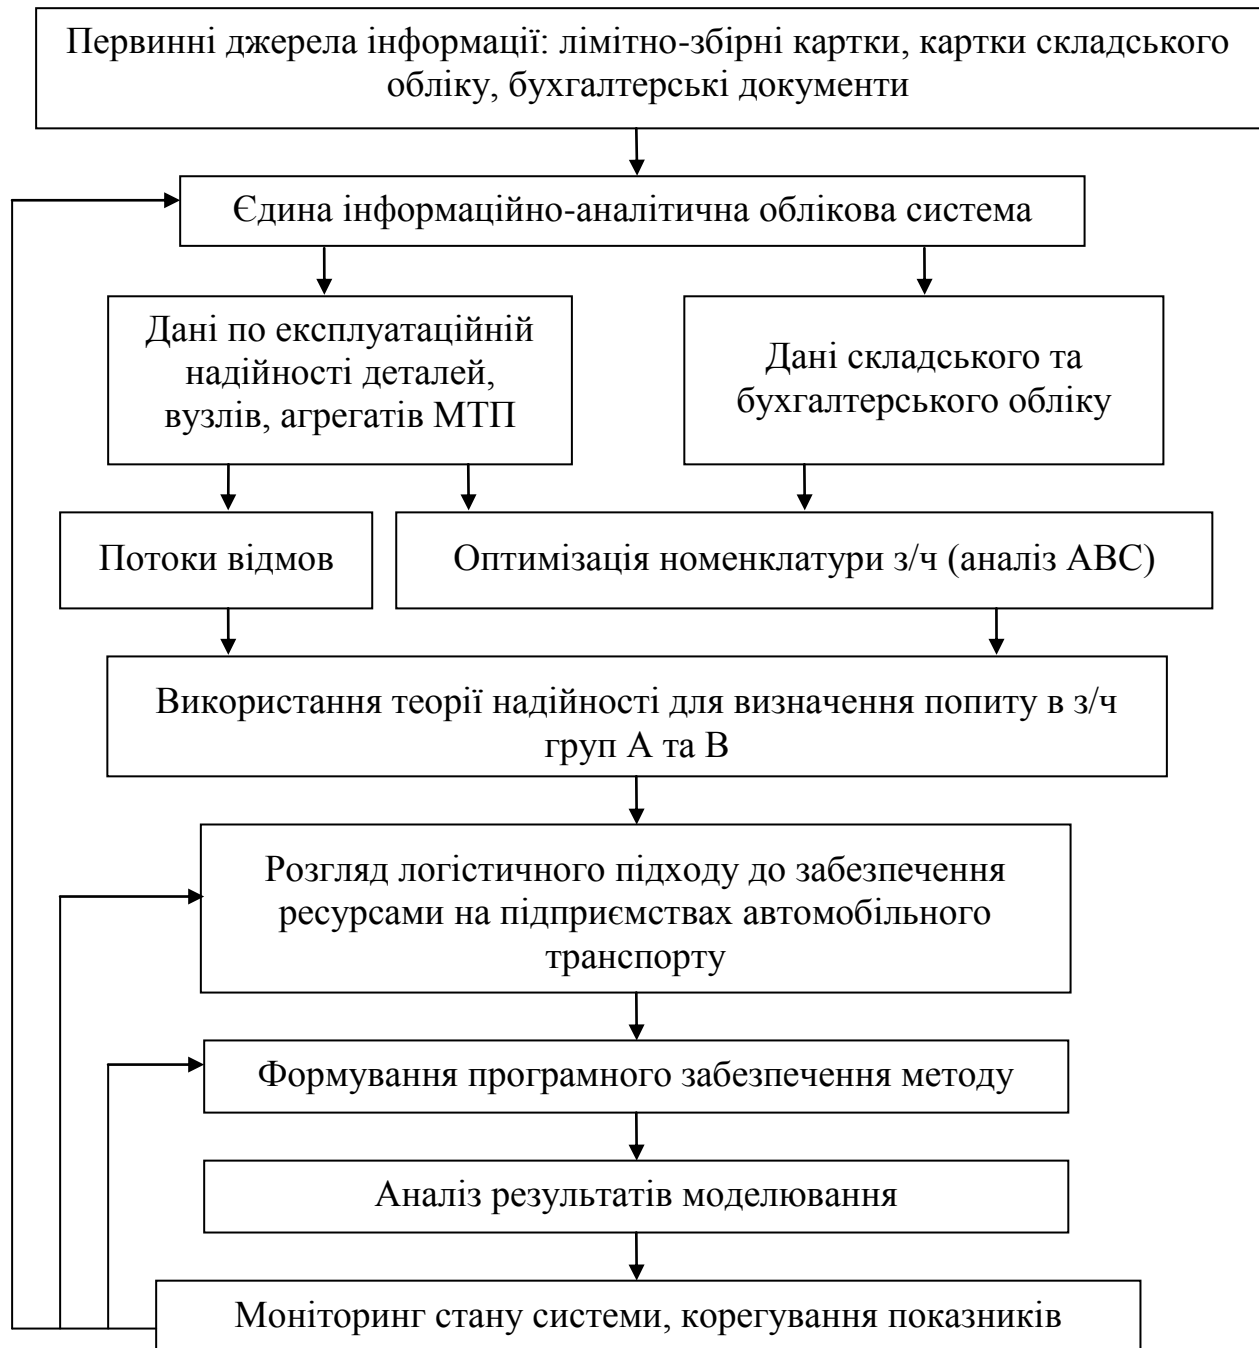 Первинні джерела інформації: лімітно-збірні картки, картки складського
обліку, бухгалтерські документи
Єдина інформаційно-аналітична облікова система
Дані по експлуатаційній
надійності деталей,
вузлів, агрегатів МТП
Дані складського та
бухгалтерського обліку
Потоки відмов
Оптимізація номенклатури з/ч (аналіз АВС)
Використання теорії надійності для визначення попиту в з/ч
груп А та В
Розгляд логістичного підходу до забезпечення
ресурсами на підприємствах автомобільного
транспорту
Формування програмного забезпечення методу
Аналіз результатів моделювання
Моніторинг стану системи, корегування показників